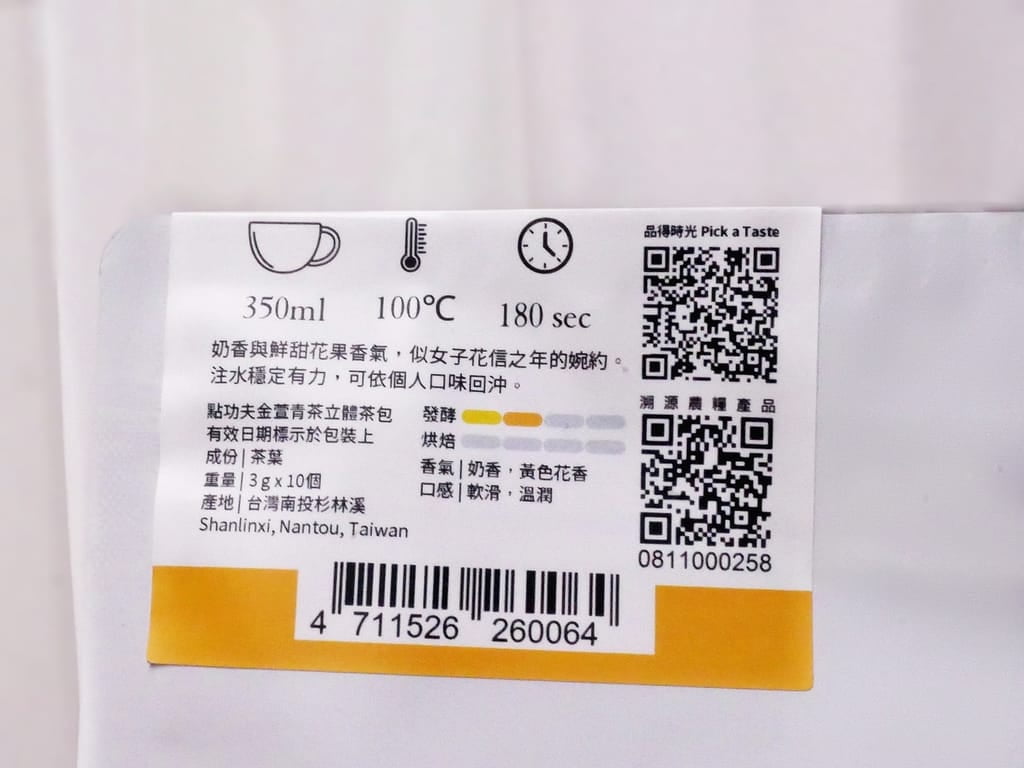 350ml 100℃ 180 sec
奶香與鮮甜花果香氣，似女子花信之年的婉約。
注水穩定有力，可依個人口味回沖。
點功夫金萱青茶立體茶包
有效日期標示於包裝上
成份|茶葉
重量|3 g x 10個
產地|台灣南投杉林溪
Shanlinxi, Nantou, Taiwan
發酵
烘焙
香氣|奶香，黃色花香
口感|軟滑，溫潤
品得時光 Pick a Taste
溯源農糧產品
0811000258
4 711526 260064